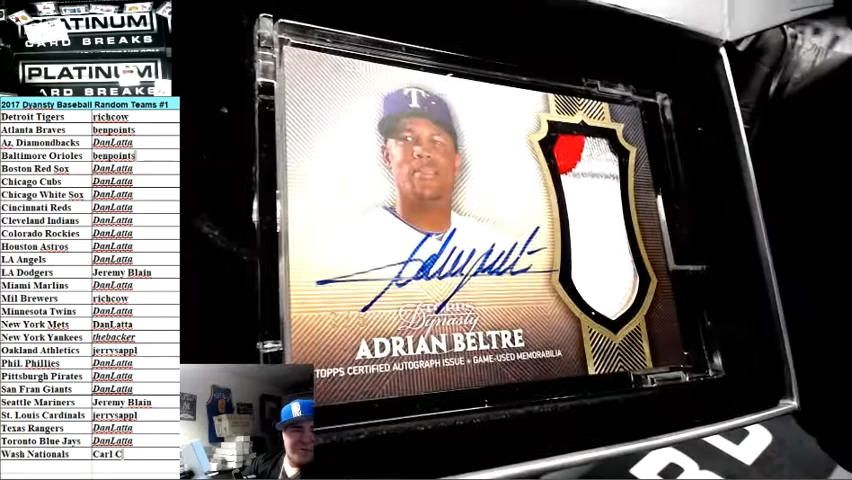 PLATINUM
CARD BREAKS
PLATINUM
CARD BREAKS
2017 Dyansty Baseball Random Teams #1
Detroit Tigers richcow
Atlanta Braves benpoints
Az. Diamondbacks DanLatta
Baltimore Orioles benpoints
Boston Red Sox DanLatta
Chicago Cubs DanLatta
Chicago White Sox DanLatta
Cincinnati Reds DanLatta
Cleveland Indians DanLatta
Colorado Rockies DanLatta
Houston Astros DanLatta
LA Angels DanLatta
LA Dodgers Jeremy Blain
Miami Marlins DanLatta
Mil Brewers richcow
Minnesota Twins DanLatta
New York Mets DanLatta
New York Yankees thebacker
Oakland Athletics jerrysappl
Phil. Phillies DanLatta
Pittsburgh Pirates DanLatta
San Fran Giants DanLatta
Seattle Mariners Jeremy Blain
St. Louis Cardinals jerrysappl
Texas Rangers DanLatta
Toronto Blue Jays DanLatta
Wash Nationals Carl C
T
TOPPS
Dynasty
ADRIAN BELTRE
TOPPS CERTIFIED AUTOGRAPH ISSUE • GAME-USED MEMORABILIA